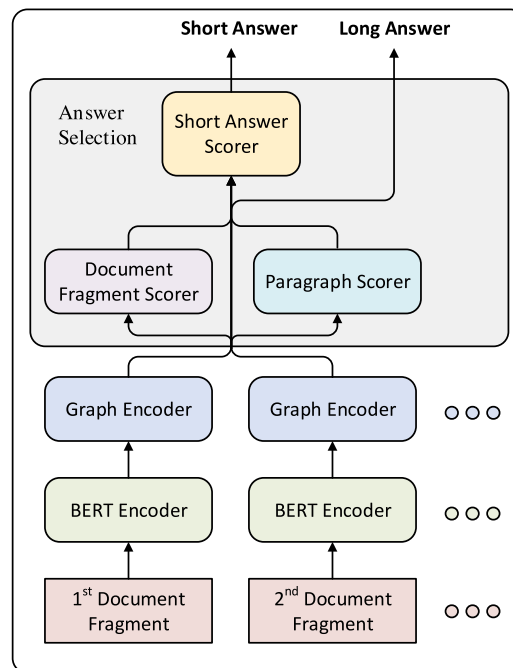 Short Answer
Long Answer
Answer
Selection
Short Answer
Scorer
Document
Fragment Scorer
Paragraph Scorer
Graph Encoder
Graph Encoder
BERT Encoder
BERT Encoder
1st Document
Fragment
2nd Document
Fragment